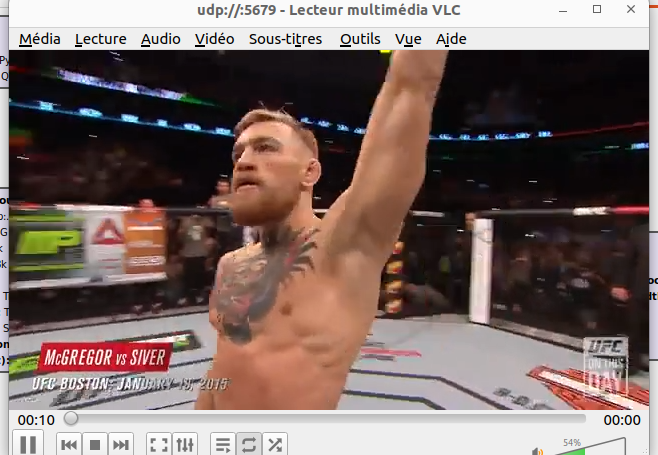 udp://:5679 - Lecteur multimédia VLC
Média Lecture Audio Vidéo Sous-titres Outils Vue Aide
McGREGOR vs SIVER
UFC BOSTON: JANUARY 18, 2015
UFC
ON THIS
DAY
00:10
00:00
54%